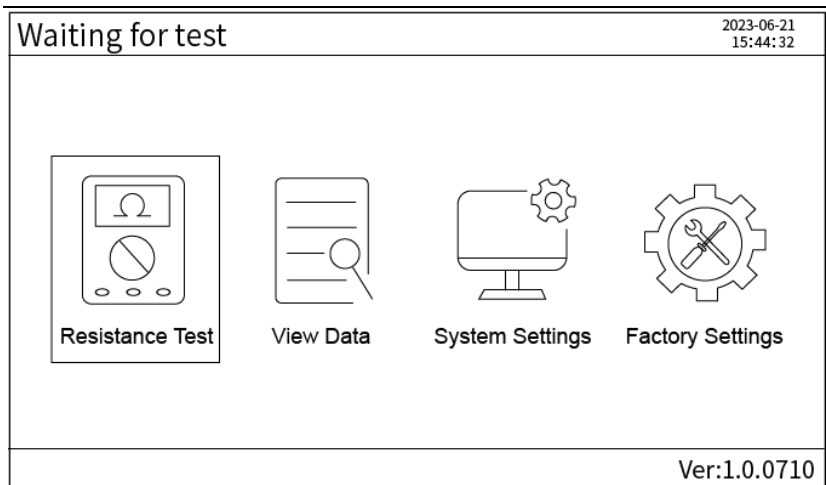 Waiting for test
2023-06-21
15:44:32
Ω
Resistance Test
View Data
System Settings
Factory Settings
Ver:1.0.0710